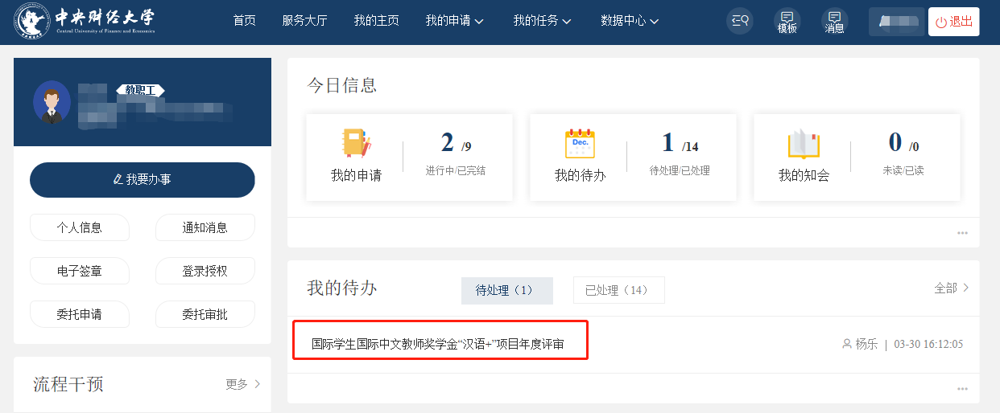 中央财经大学
Central University of Finance and Economics
首页 服务大厅 我的主页 我的申请 我的任务 数据中心 模板 消息 退出
教职工
我要办事
个人信息 通知消息
电子签章 登录授权
委托申请 委托审批
流程干预 更多
今日信息
我的申请 2 /9 进行中/已完结
Dec. 我的待办 1 /14 待处理/已处理
我的知会 0 /0 未读/已读
我的待办 待处理（1） 已处理（14） 全部
国际学生国际中文教师奖学金“汉语+”项目年度评审 杨乐 | 03-30 16:12:05